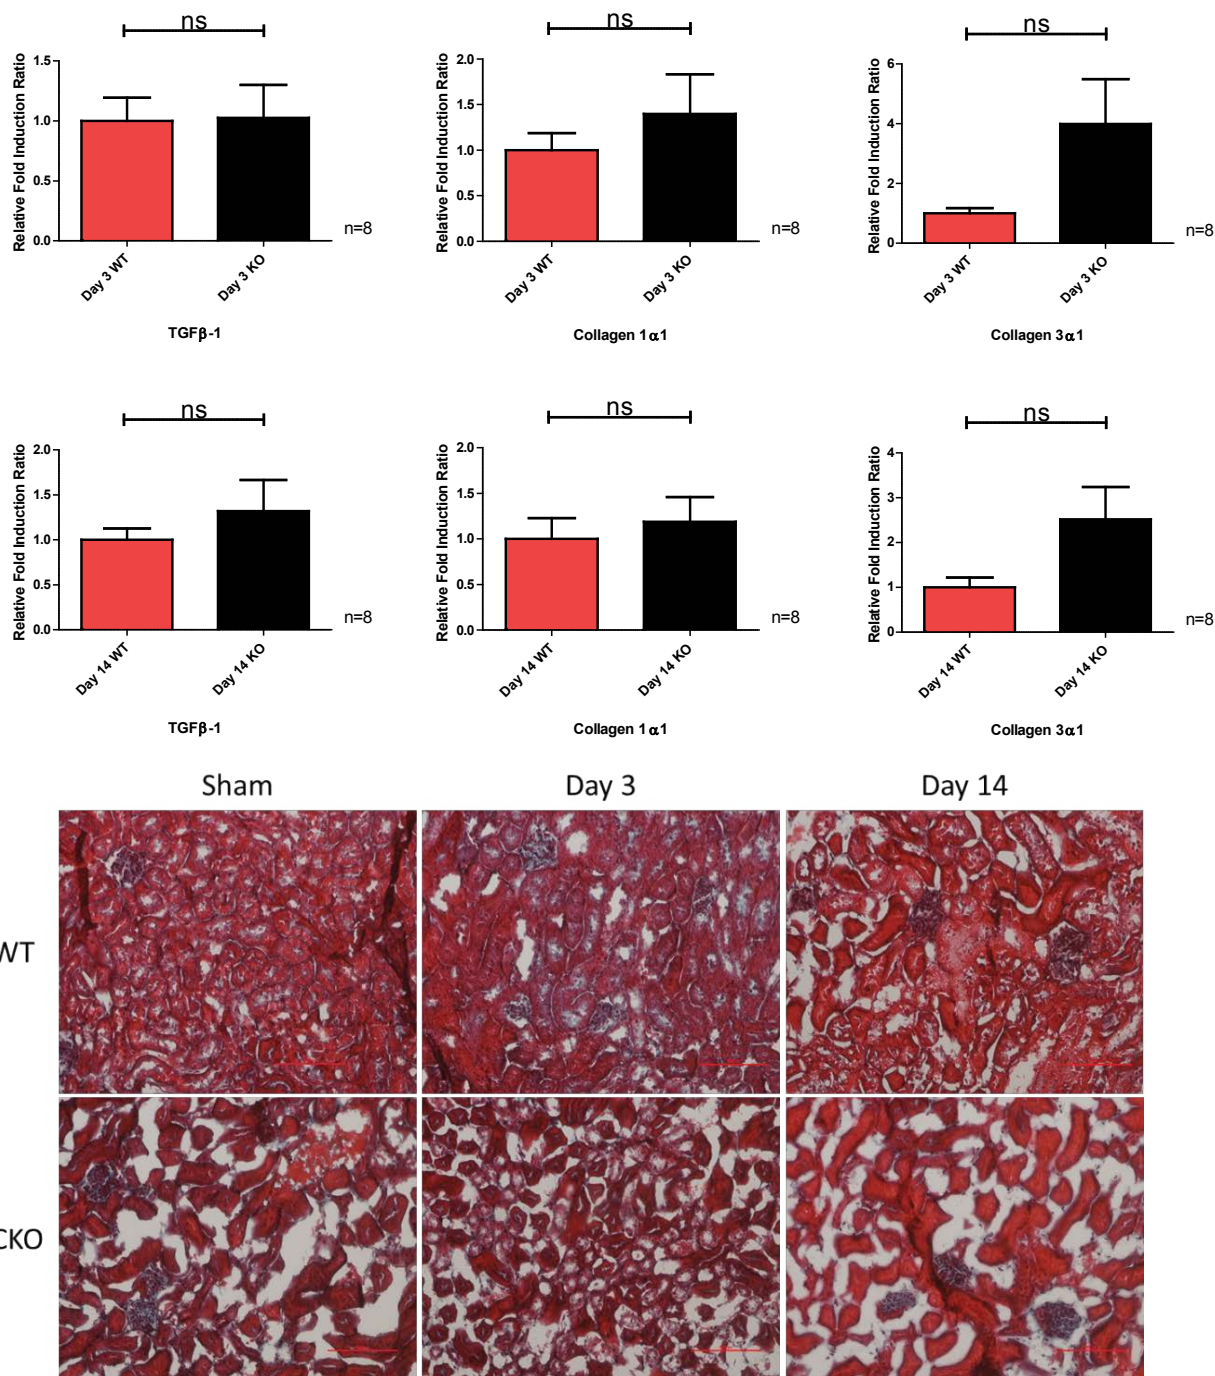 ns
ns
ns
Relative Fold Induction Ratio
1.5
1.0
0.5
0.0
Day 3 WT
Day 3 KO
n=8
TGFβ-1
Relative Fold Induction Ratio
2.0
1.5
1.0
0.5
0.0
Day 3 WT
Day 3 KO
n=8
Collagen 1α1
Relative Fold Induction Ratio
6
4
2
0
Day 3 WT
Day 3 KO
n=8
Collagen 3α1
ns
ns
ns
Relative Fold Induction Ratio
2.0
1.5
1.0
0.5
0.0
Day 14 WT
Day 14 KO
n=8
TGFβ-1
Relative Fold Induction Ratio
2.0
1.5
1.0
0.5
0.0
Day 14 WT
Day 14 KO
n=8
Collagen 1α1
Relative Fold Induction Ratio
4
3
2
1
0
Day 14 WT
Day 14 KO
n=8
Collagen 3α1
Sham
Day 3
Day 14
WT
CKO